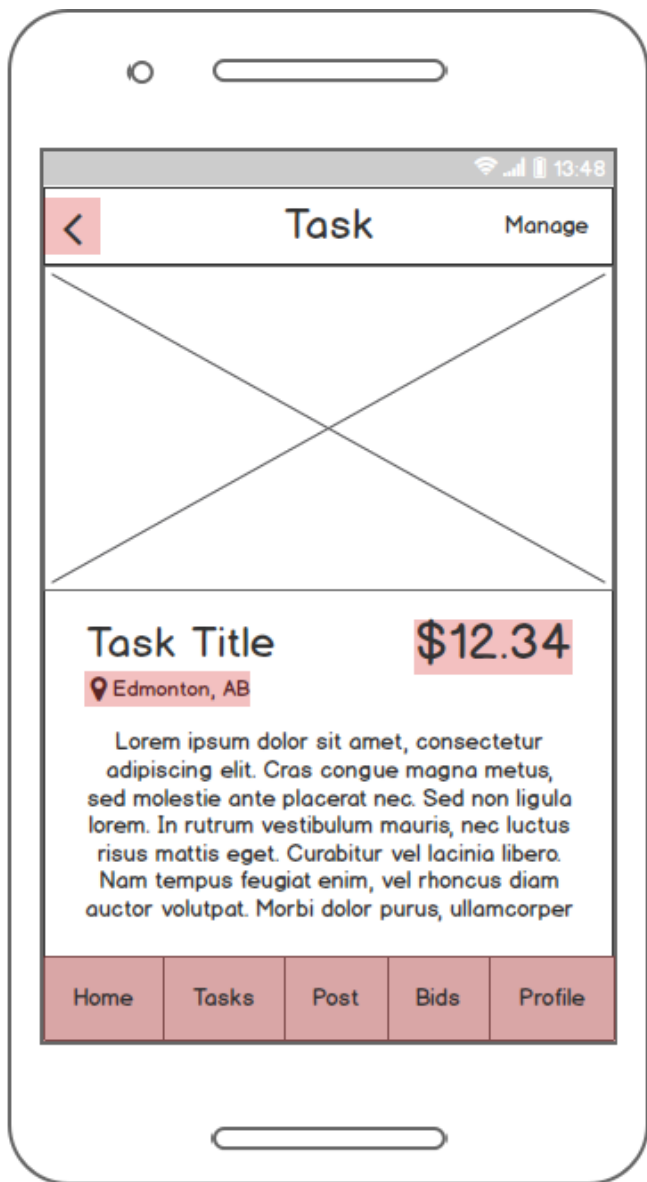 13:48
Task Manage
Task Title $12.34
Edmonton, AB
Lorem ipsum dolor sit amet, consectetur
adipiscing elit. Cras congue magna metus,
sed molestie ante placerat nec. Sed non ligula
lorem. In rutrum vestibulum mauris, nec luctus
risus mattis eget. Curabitur vel lacinia libero.
Nam tempus feugiat enim, vel rhoncus diam
auctor volutpat. Morbi dolor purus, ullamcorper
Home Tasks Post Bids Profile